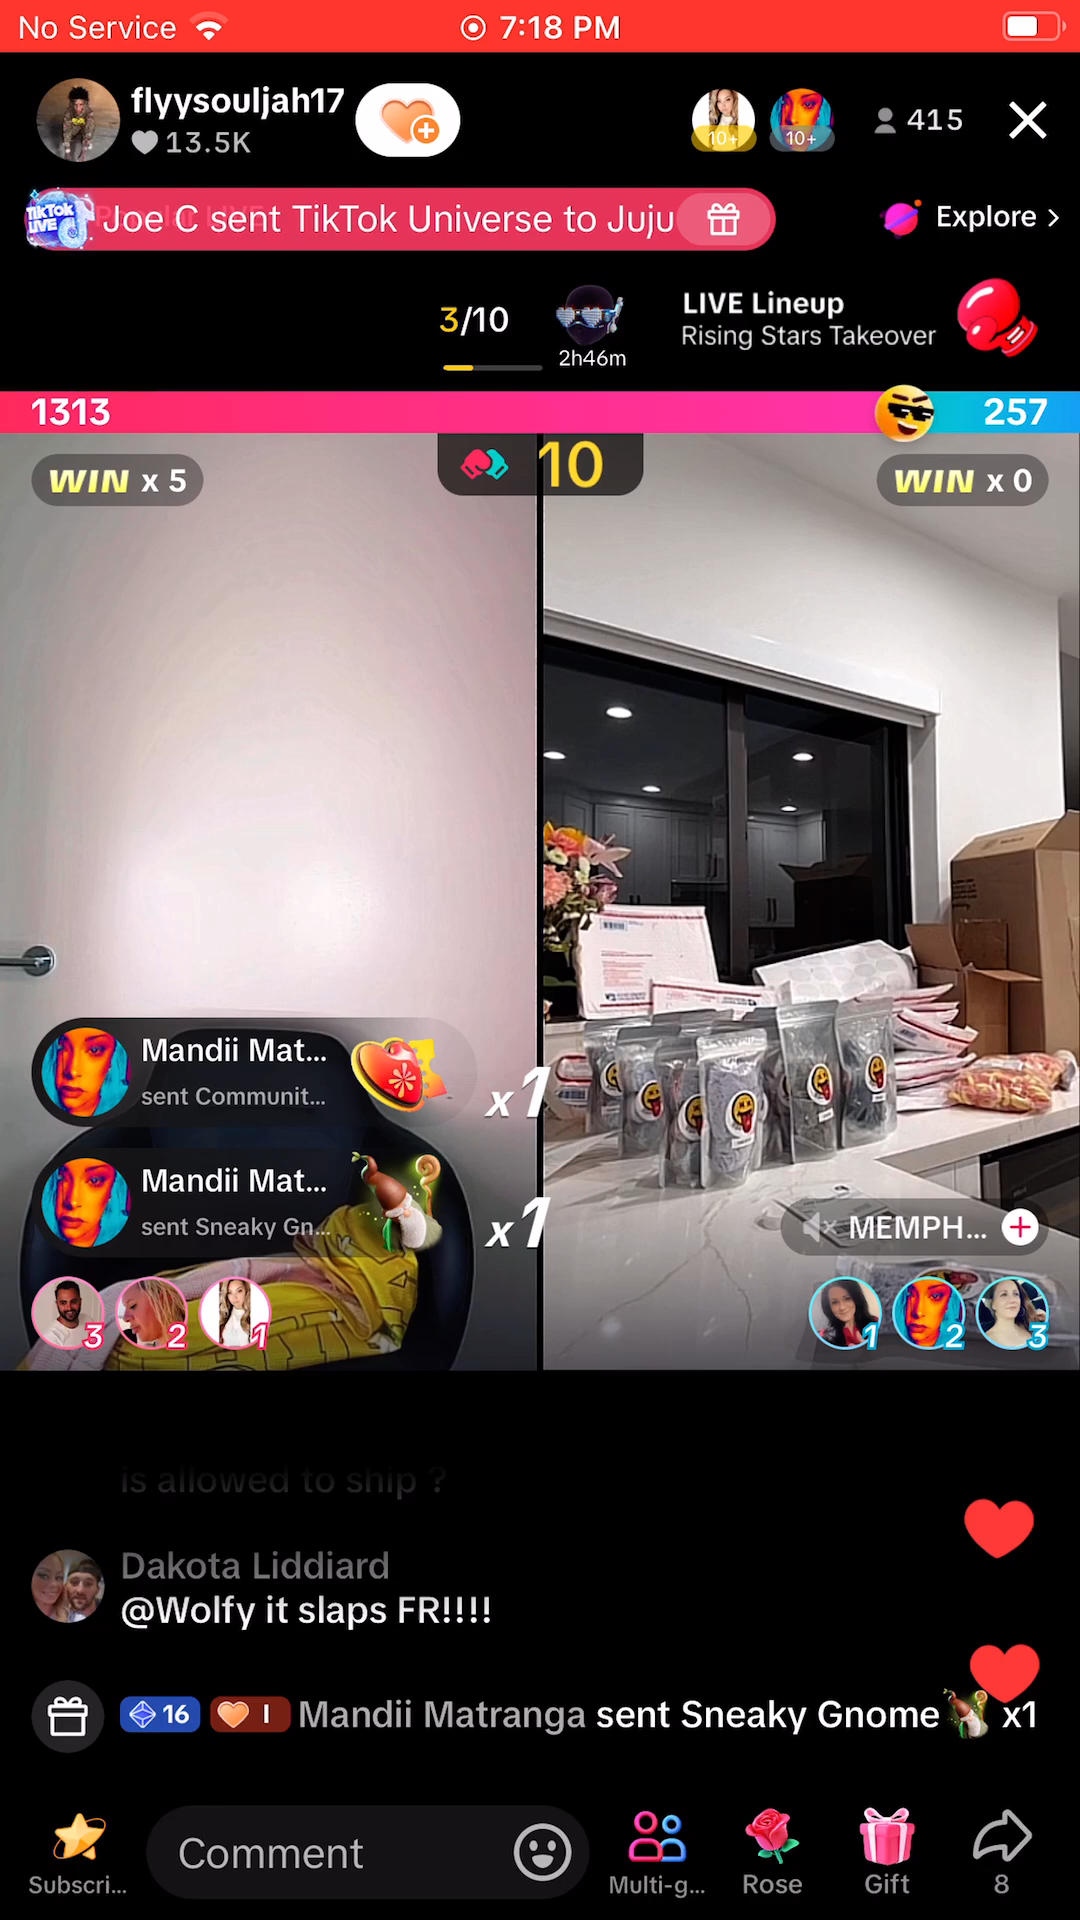 No Service
7:18 PM
flyysouljah17
13.5K
10+
10+
415
TikTok
LIVE
Joe C sent TikTok Universe to Juju
Explore
3/10
2h46m
LIVE Lineup
Rising Stars Takeover
1313
257
WIN x 5
10
WIN x 0
Mandii Mat...
sent Communit...
x1
Mandii Mat...
sent Sneaky Gn...
x1
MEMPH...
3
2
1
1
2
3
is allowed to ship ?
Dakota Liddiard
@Wolfy it slaps FR!!!!
16
I
Mandii Matranga sent Sneaky Gnome x1
Comment
Subscri...
Multi-g...
Rose
Gift
8